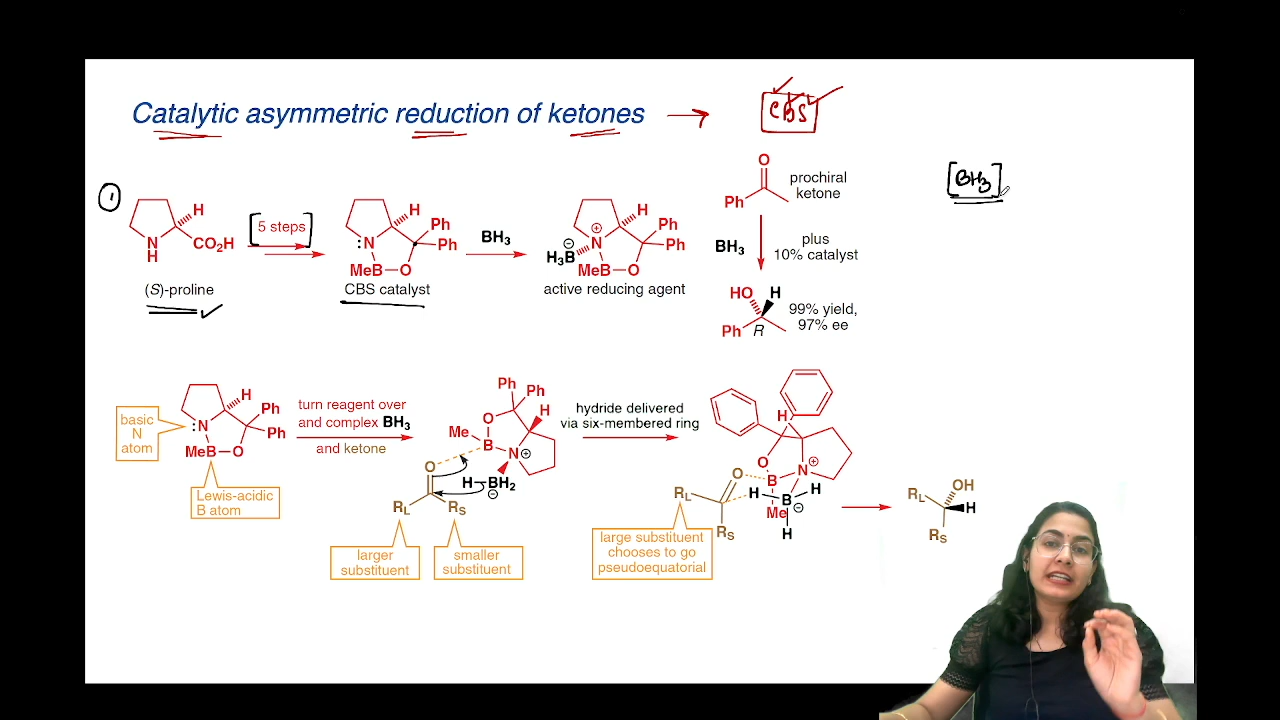 Catalytic asymmetric reduction of ketones → CBS
O
Ph
prochiral
ketone
[BH3]
1
N
H
H
CO2H
(S)-proline
[5 steps]
H
Ph
Ph
:N
MeB
O
CBS catalyst
BH3
H
Ph
Ph
⊕
N
⊖
H3B
MeB
O
active reducing agent
BH3
plus
10% catalyst
HO
H
Ph
R
99% yield,
97% ee
basic
N
atom
H
Ph
Ph
:N
MeB
O
Lewis-acidic
B atom
turn reagent over
and complex BH3
and ketone
Ph
Ph
O
H
Me
B
N
⊕
O
H
BH2
⊖
RL
RS
larger
substituent
smaller
substituent
hydride delivered
via six-membered ring
H
O
B
N
⊕
O
H
B
⊖
H
H
Me
RL
RS
large substituent
chooses to go
pseudoequatorial
RL
OH
H
RS